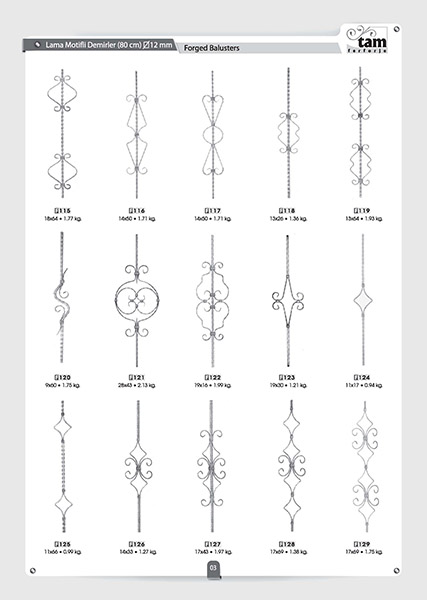 Lama Motifli Demirler (80 cm) 12 mm
Forged Balusters
tam
ferforje
115
18x64 • 1.77 kg.
116
14x50 • 1.71 kg.
117
14x50 • 1.71 kg.
118
13x26 • 1.36 kg.
119
13x64 • 1.93 kg.
120
9x60 • 1.75 kg.
121
28x43 • 2.13 kg.
122
19x16 • 1.99 kg.
123
19x30 • 1.21 kg.
124
11x17 • 0.94 kg.
125
11x66 • 0.99 kg.
126
14x33 • 1.27 kg.
127
17x43 • 1.97 kg.
128
17x69 • 1.38 kg.
129
17x69 • 1.75 kg.
03